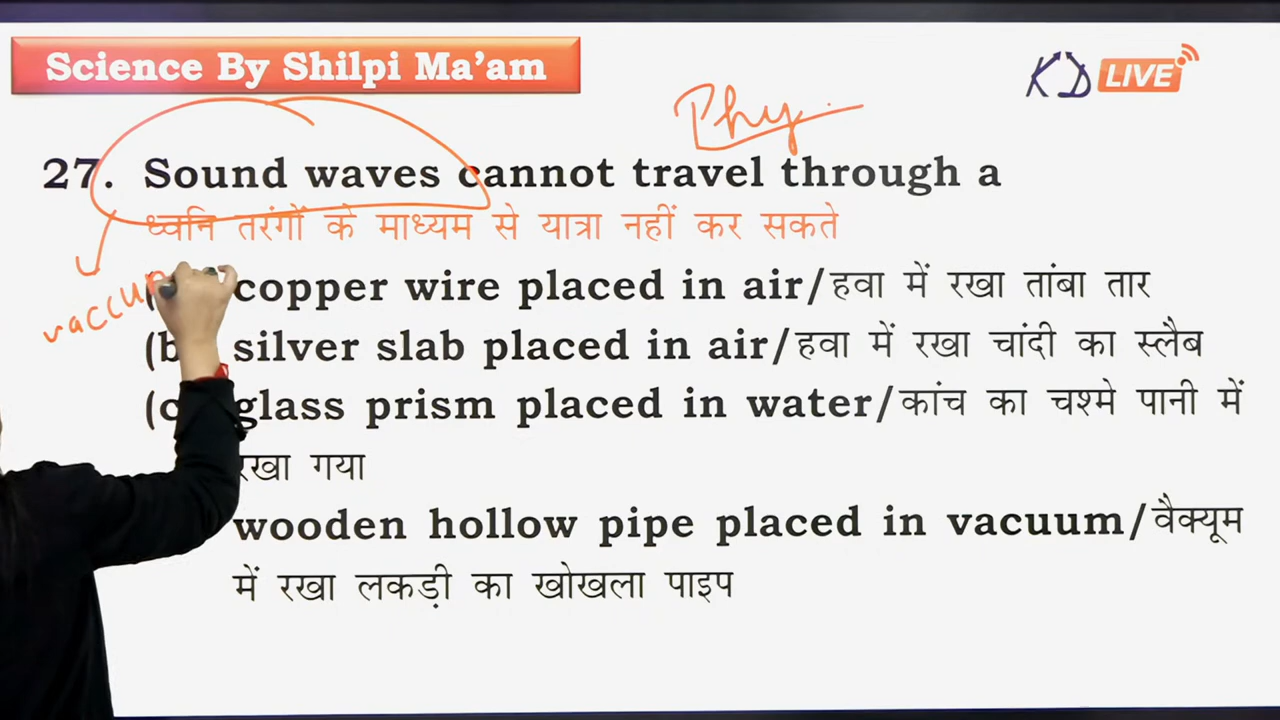 Science By Shilpi Ma’am
KD LIVE
Phy.
27. Sound waves cannot travel through a
ध्वनि तरंगों के माध्यम से यात्रा नहीं कर सकते
copper wire placed in air/हवा में रखा तांबा तार
(b silver slab placed in air/हवा में रखा चांदी का स्लैब
(c glass prism placed in water/कांच का चश्मे पानी में
रखा गया
wooden hollow pipe placed in vacuum/वैक्यूम
में रखा लकड़ी का खोखला पाइप